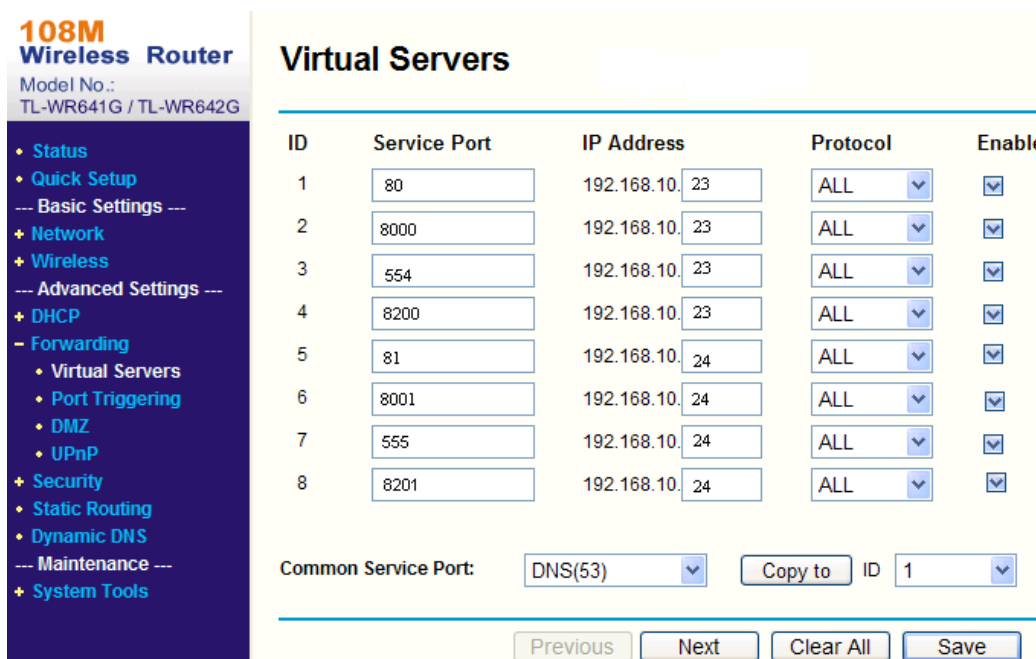 108M
Wireless Router
Model No.:
TL-WR641G / TL-WR642G
• Status
• Quick Setup
--- Basic Settings ---
+ Network
+ Wireless
--- Advanced Settings ---
+ DHCP
− Forwarding
• Virtual Servers
• Port Triggering
• DMZ
• UPnP
+ Security
• Static Routing
• Dynamic DNS
--- Maintenance ---
+ System Tools
Virtual Servers
ID Service Port IP Address Protocol Enable
1 80 192.168.10. 23 ALL
2 8000 192.168.10. 23 ALL
3 554 192.168.10. 23 ALL
4 8200 192.168.10. 23 ALL
5 81 192.168.10. 24 ALL
6 8001 192.168.10. 24 ALL
7 555 192.168.10. 24 ALL
8 8201 192.168.10. 24 ALL
Common Service Port: DNS(53) Copy to ID 1
Previous Next Clear All Save